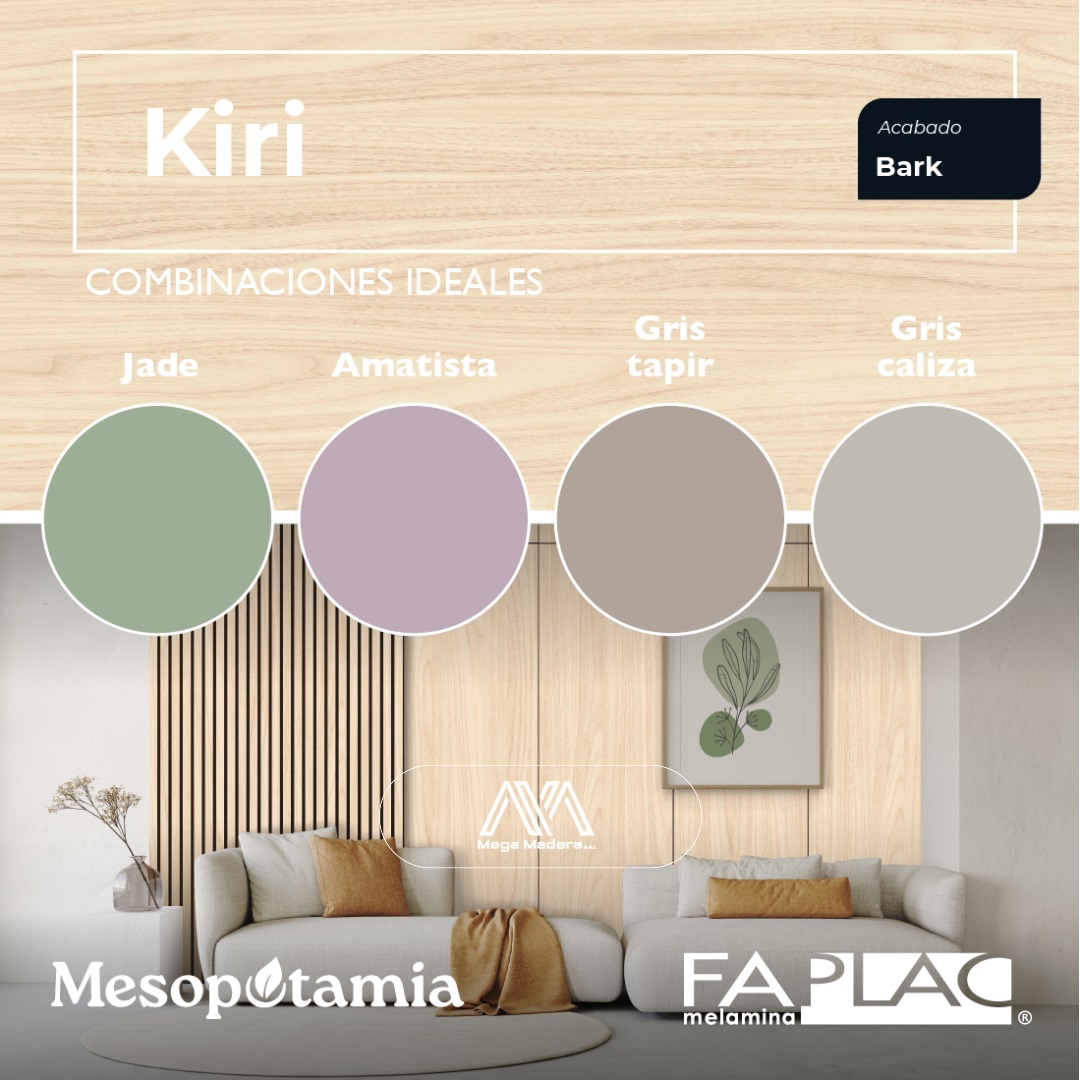 Kiri
Acabado
Bark
COMBINACIONES IDEALES
Jade
Amatista
Gris
tapir
Gris
caliza
Mega Madera S.R.L
Mesopotamia
FAPLAC
melamina ®